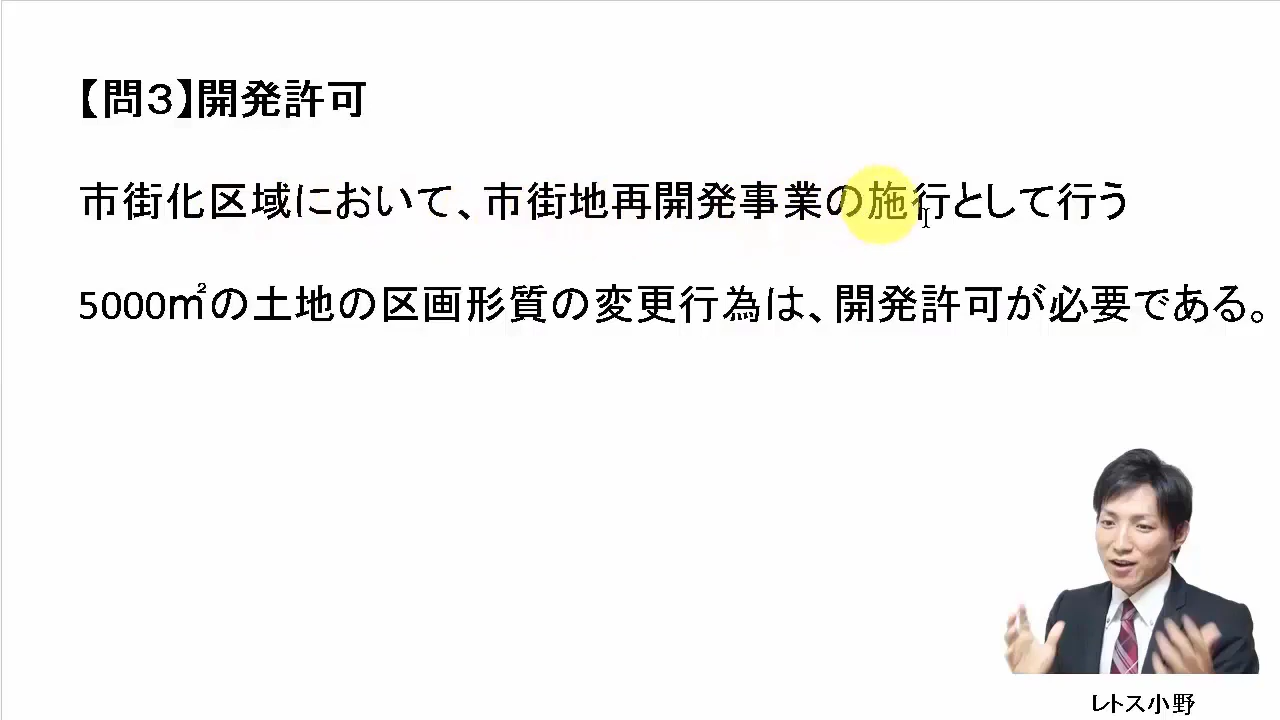 【問３】開発許可
市街化区域において、市街地再開発事業の施行として行う
5000㎡の土地の区画形質の変更行為は、開発許可が必要である。
レトス小野